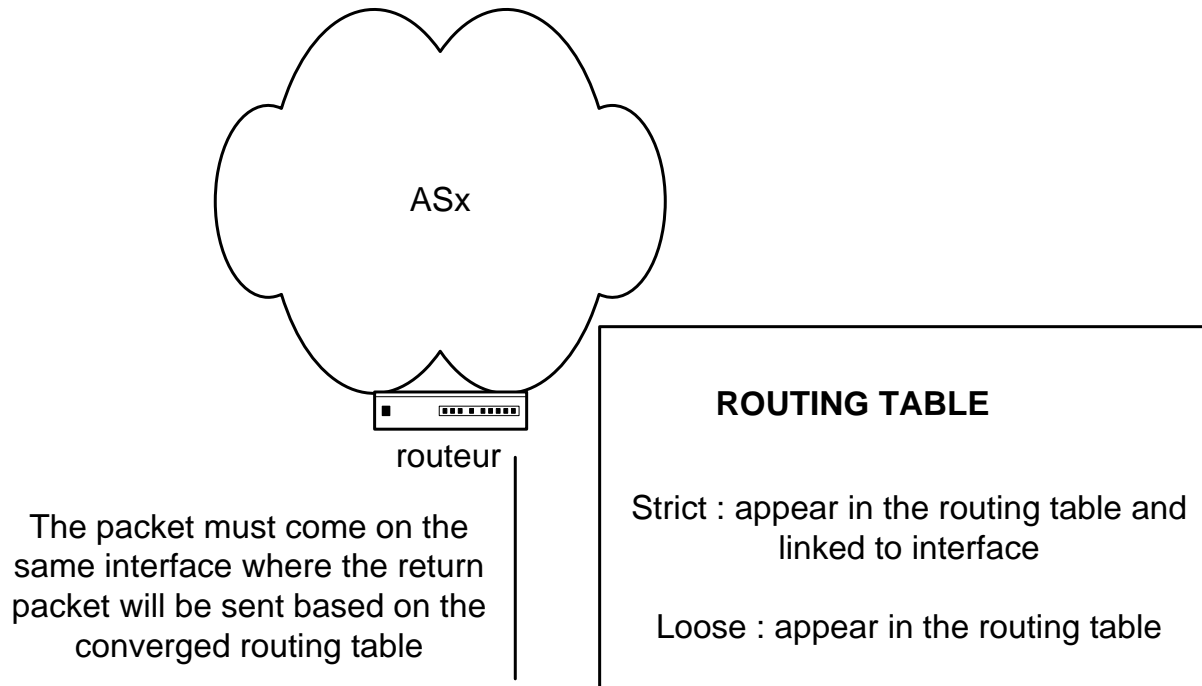 ASx
routeur
The packet must come on the
same interface where the return
packet will be sent based on the
converged routing table
ROUTING TABLE
Strict : appear in the routing table and
linked to interface
Loose : appear in the routing table